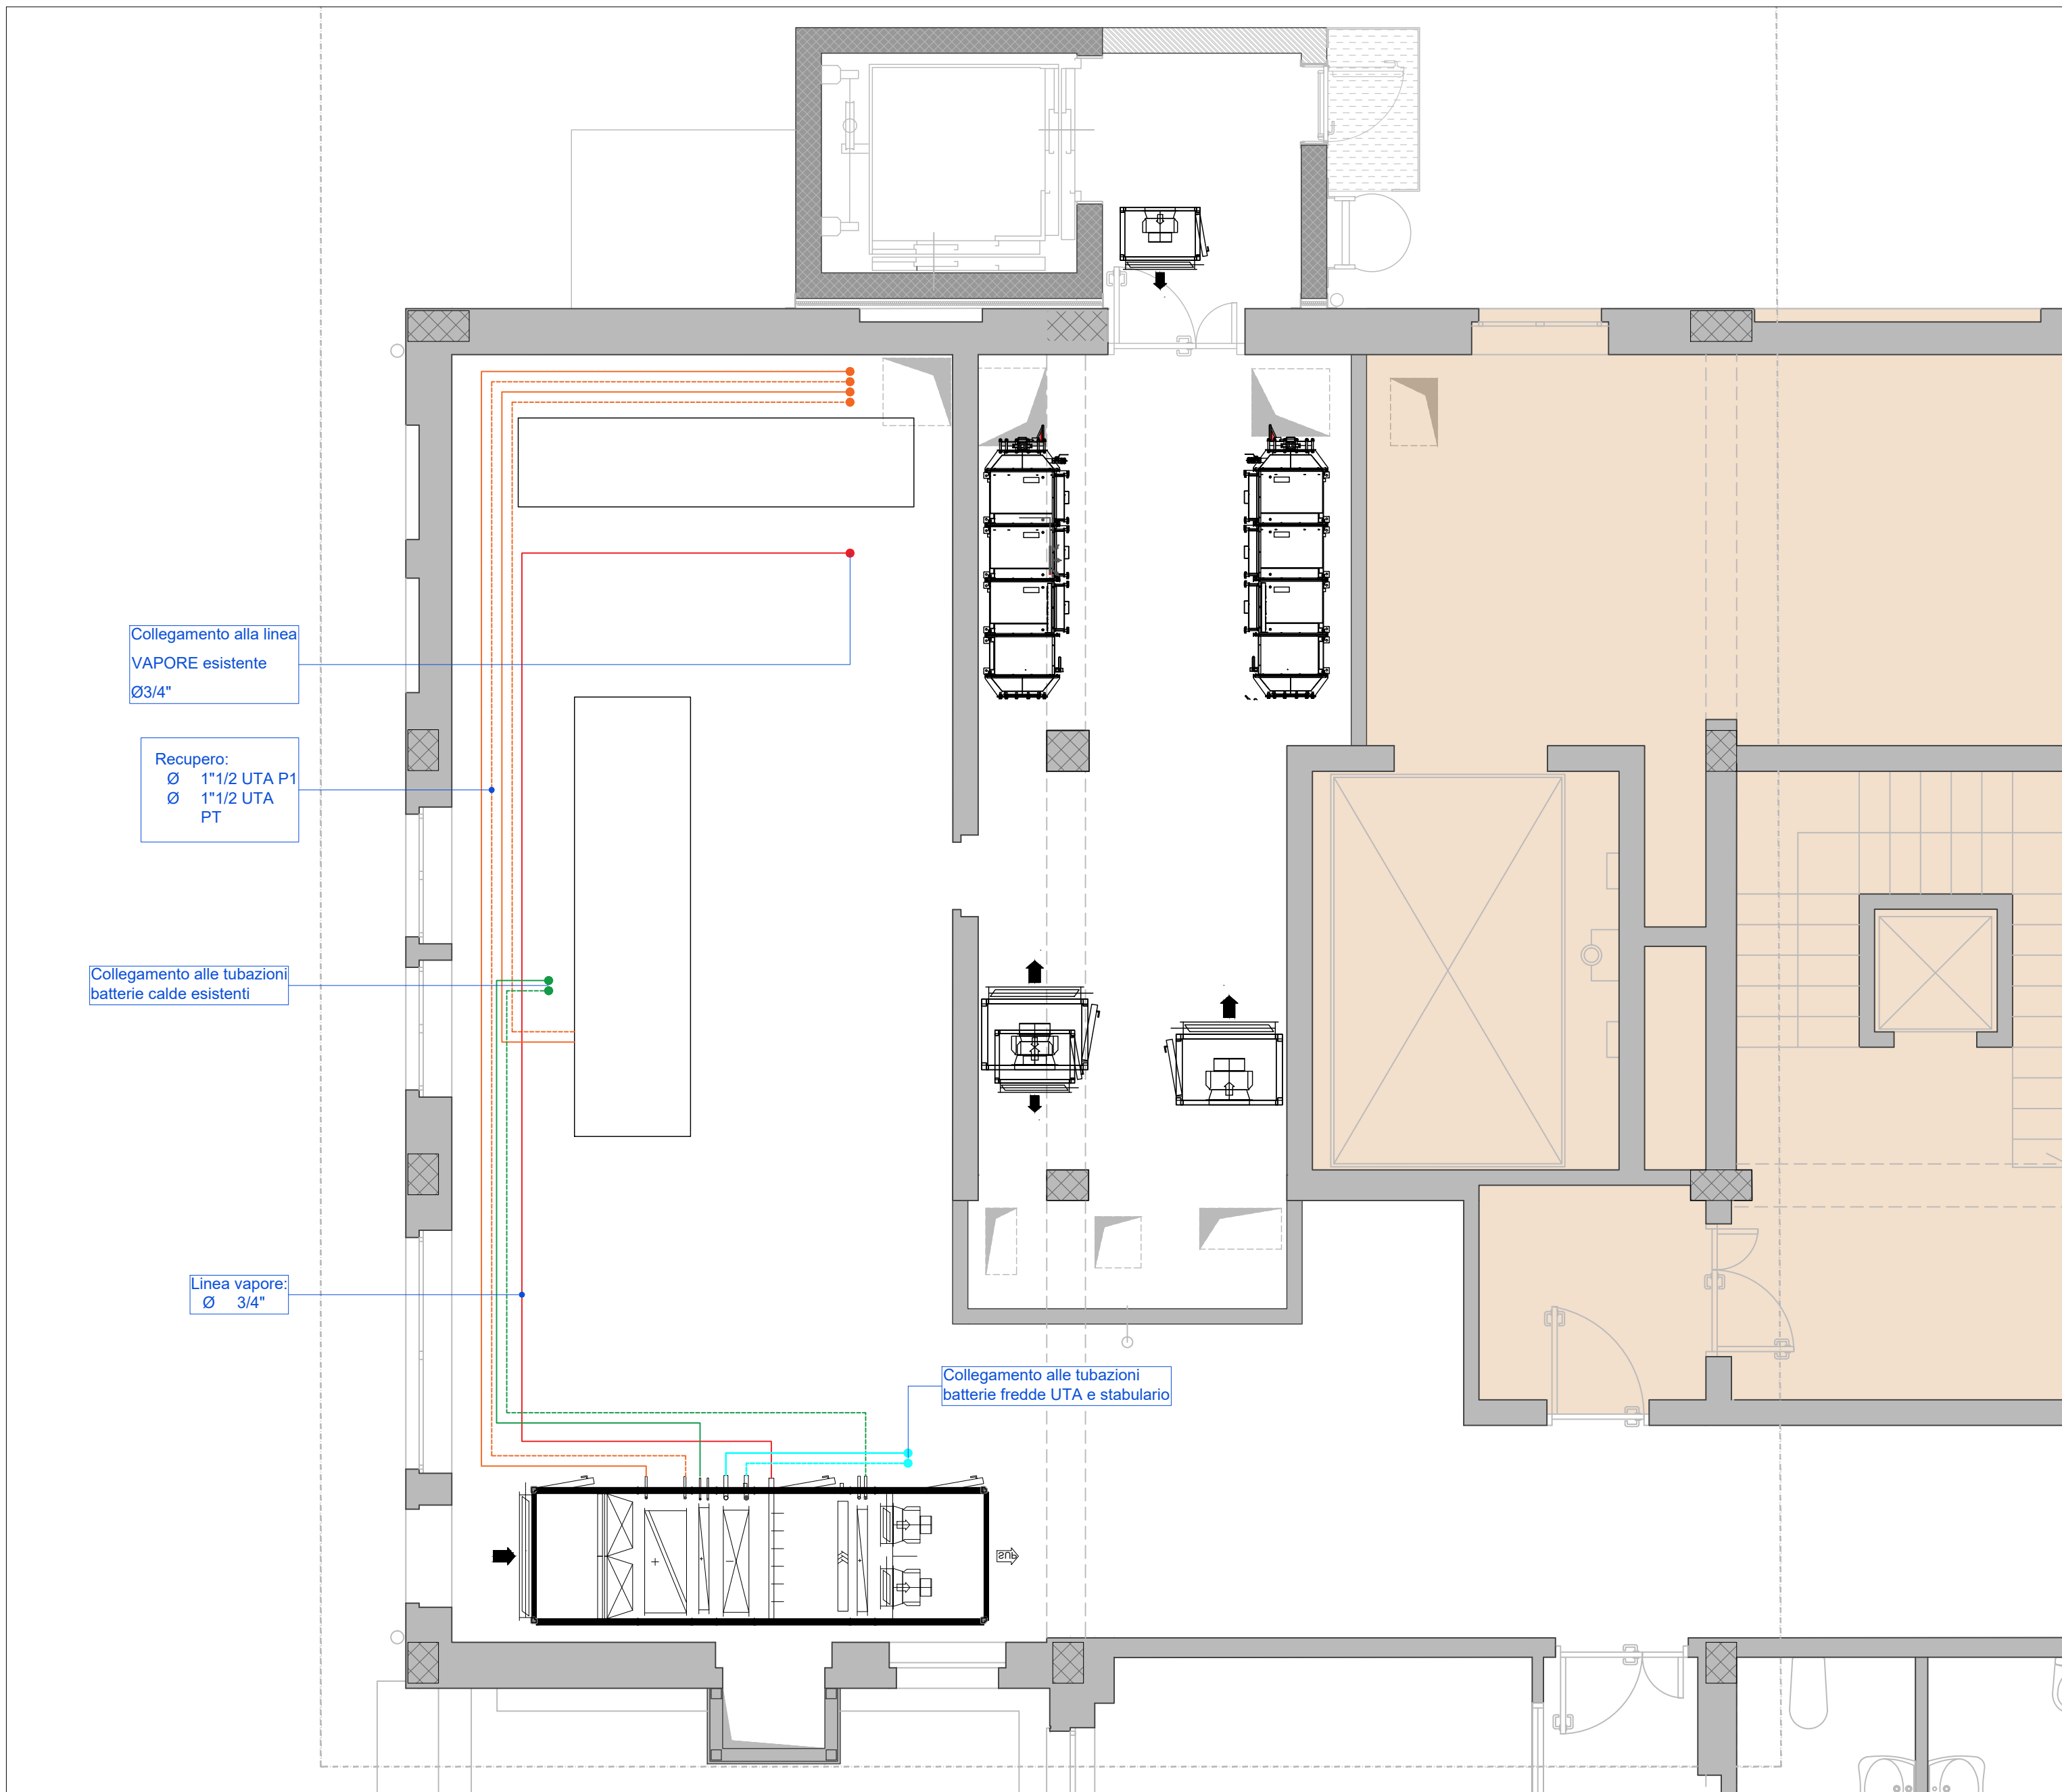 Collegamento alla linea
VAPORE esistente
Ø3/4"
Recupero:
Ø 1"1/2 UTA P1
Ø 1"1/2 UTA
PT
Collegamento alle tubazioni
batterie calde esistenti
Linea vapore:
Ø 3/4"
Collegamento alle tubazioni
batterie fredde UTA e stabulario
SUP